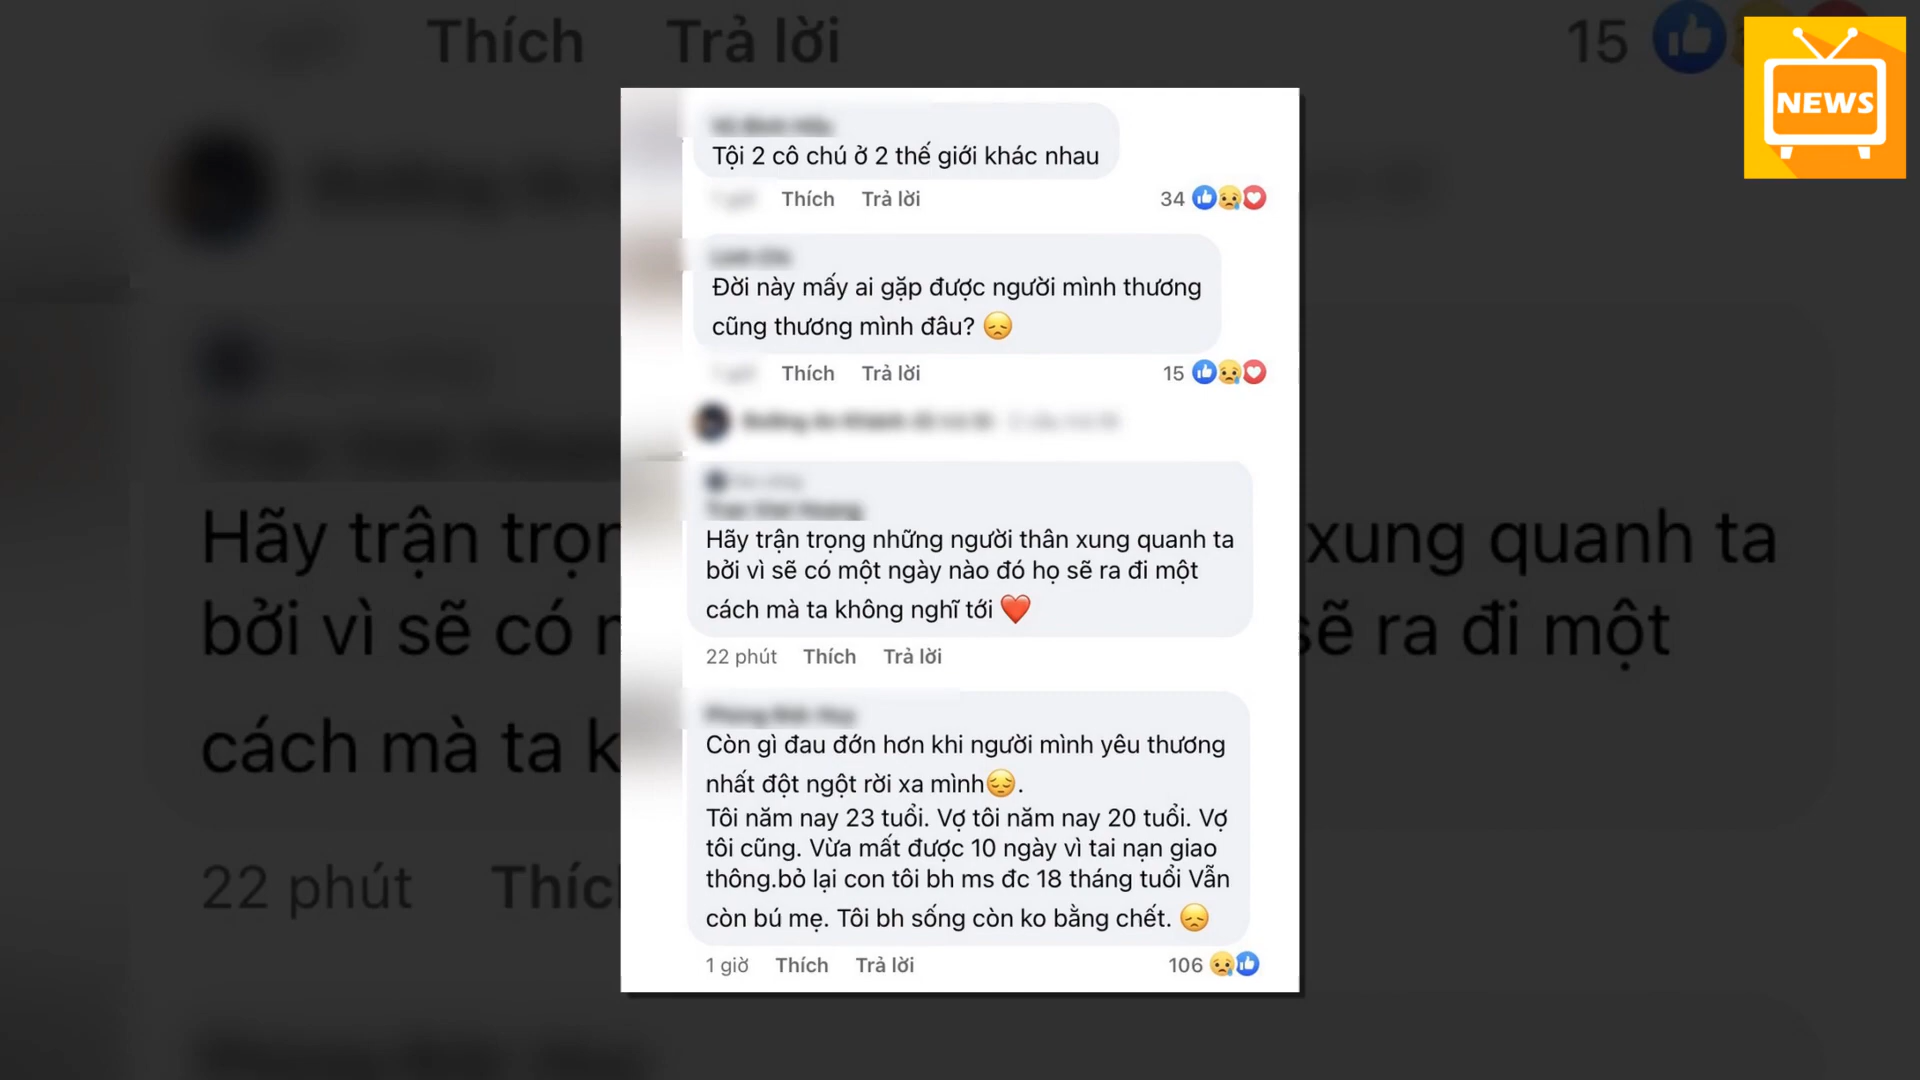 Thích Trả lời 15
NEWS
Tội 2 cô chú ở 2 thế giới khác nhau
Thích Trả lời 34
Đời này mấy ai gặp được người mình thương
cũng thương mình đâu? 😞
Thích Trả lời 15
Hãy trận trọng những người thân xung quanh ta
bởi vì sẽ có một ngày nào đó họ sẽ ra đi một
cách mà ta không nghĩ tới ❤️
22 phút Thích Trả lời
Còn gì đau đớn hơn khi người mình yêu thương
nhất đột ngột rời xa mình😔.
Tôi năm nay 23 tuổi. Vợ tôi năm nay 20 tuổi. Vợ
tôi cũng. Vừa mất được 10 ngày vì tai nạn giao
thông.bỏ lại con tôi bh ms đc 18 tháng tuổi Vẫn
còn bú mẹ. Tôi bh sống còn ko bằng chết. 😞
1 giờ Thích Trả lời 106
Hãy trận xung quanh ta
bởi vì sẽ có ra đi một
cách mà ta
22 phút